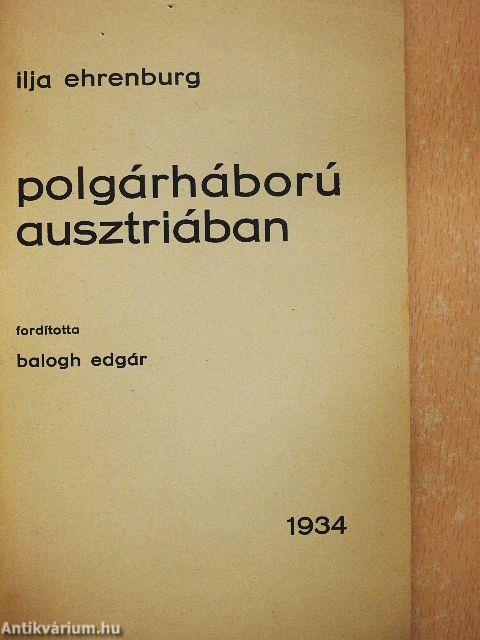 ilja ehrenburg
polgárháború
ausztriában
fordította
balogh edgár
1934
Antikvárium.hu